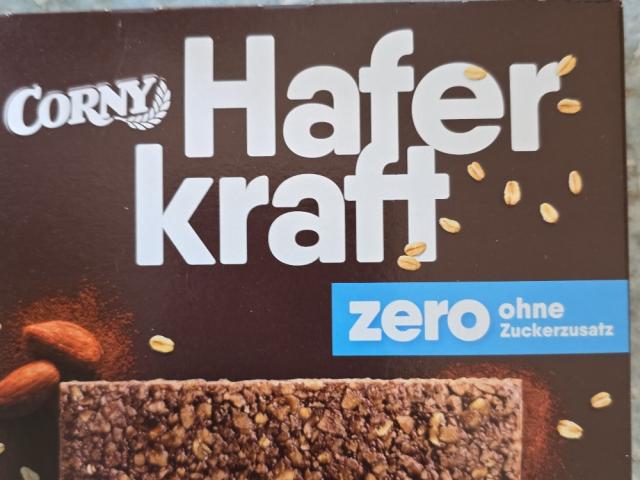 CORNY
Hafer
kraft
zero ohne
Zuckerzusatz